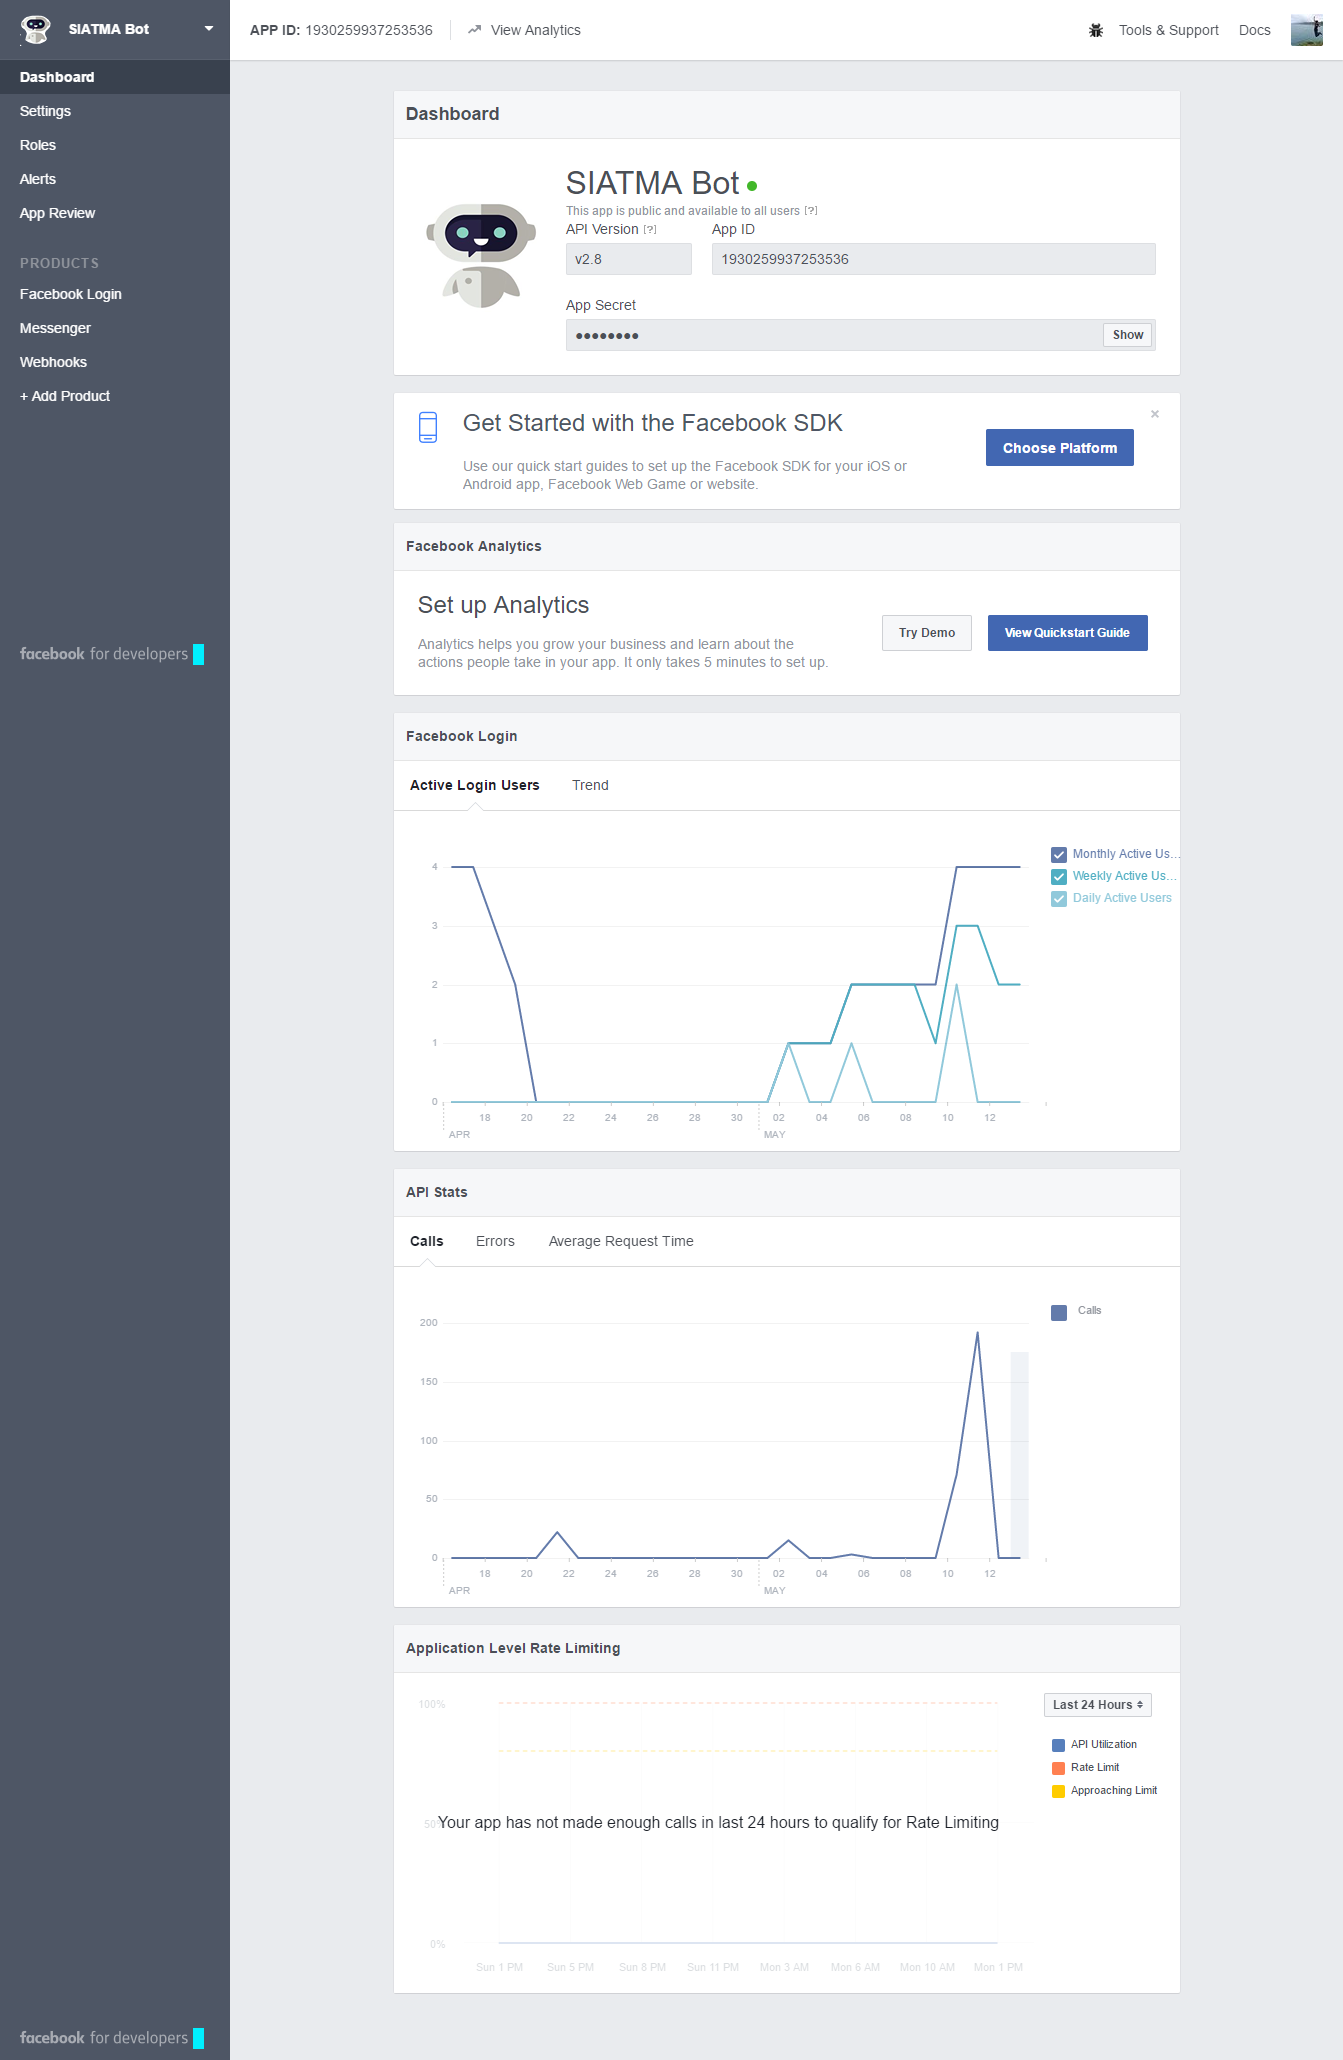 SIATMA Bot
APP ID: 1930259937253536
View Analytics
Tools & Support
Docs
Dashboard
Settings
Roles
Alerts
App Review
PRODUCTS
Facebook Login
Messenger
Webhooks
+ Add Product
facebook for developers
Dashboard
SIATMA Bot
This app is public and available to all users [?]
API Version [?]
App ID
v2.8
1930259937253536
App Secret
●●●●●●●●
Show
Get Started with the Facebook SDK
Use our quick start guides to set up the Facebook SDK for your iOS or
Android app, Facebook Web Game or website.
Choose Platform
×
Facebook Analytics
Set up Analytics
Analytics helps you grow your business and learn about the
actions people take in your app. It only takes 5 minutes to set up.
Try Demo
View Quickstart Guide
Facebook Login
Active Login Users
Trend
4
3
2
1
0
18 20 22 24 26 28 30 02 04 06 08 10 12
APR MAY
Monthly Active Us...
Weekly Active Us...
Daily Active Users
API Stats
Calls
Errors
Average Request Time
200
150
100
50
0
18 20 22 24 26 28 30 02 04 06 08 10 12
APR MAY
Calls
Application Level Rate Limiting
100%
50%
0%
Your app has not made enough calls in last 24 hours to qualify for Rate Limiting
Sun 1 PM Sun 5 PM Sun 8 PM Sun 11 PM Mon 3 AM Mon 6 AM Mon 10 AM Mon 1 PM
Last 24 Hours
API Utilization
Rate Limit
Approaching Limit
facebook for developers